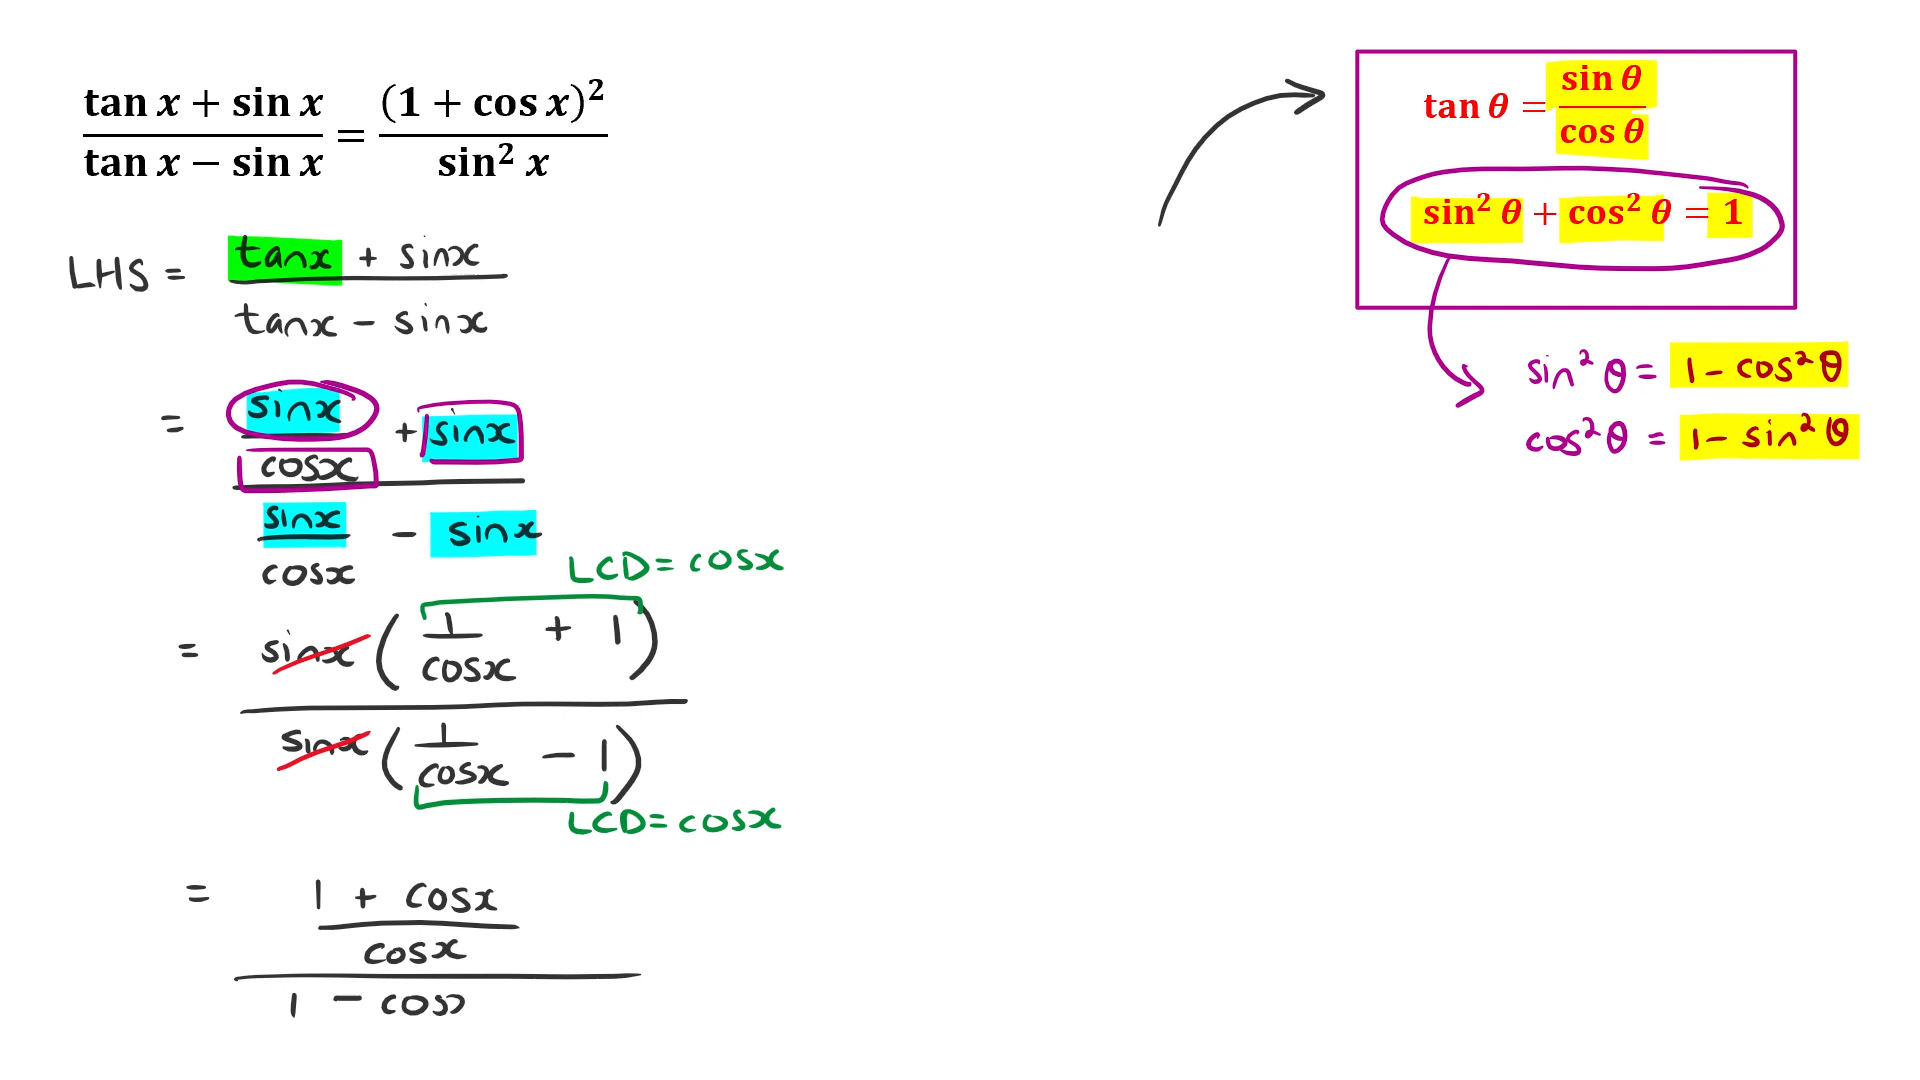 tan x + sin x / tan x − sin x = (1 + cos x)² / sin² x
LHS = tanx + sinx / tanx − sinx
= sinx / cosx + sinx / sinx / cosx − sinx
LCD = cosx
= sinx ( 1 / cosx + 1 ) / sinx ( 1 / cosx − 1 )
LCD = cosx
= 1 + cosx / cosx / 1 − cosx
tan θ = sin θ / cos θ
sin² θ + cos² θ = 1
sin² θ = 1 − cos² θ
cos² θ = 1 − sin² θ